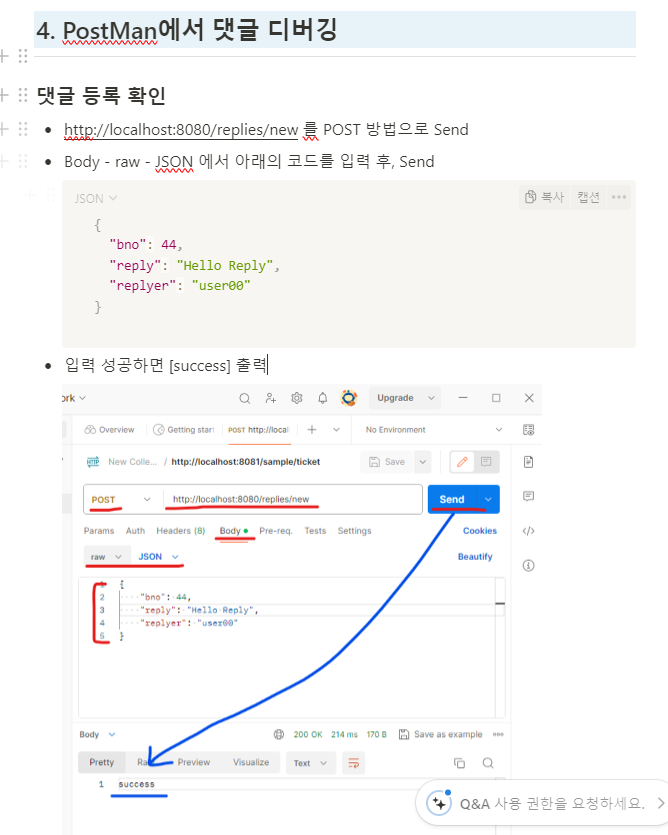 4. PostMan에서 댓글 디버깅
댓글 등록 확인
http://localhost:8080/replies/new 를 POST 방법으로 Send
Body - raw - JSON 에서 아래의 코드를 입력 후, Send
JSON 복사 캡션
{
"bno": 44,
"reply": "Hello Reply",
"replyer": "user00"
}
입력 성공하면 [success] 출력
ork Upgrade
Overview Getting star POST http://local No Environment
HTTP New Colle... / http://localhost:8081/sample/ticket Save
POST http://localhost:8080/replies/new Send
Params Auth Headers (8) Body Pre-req. Tests Settings Cookies
raw JSON Beautify
1 {
2 "bno": 44,
3 "reply": "Hello Reply",
4 "replyer": "user00"
5 }
Body 200 OK 214 ms 170 B Save as example
Pretty Ra Preview Visualize Text
1 success
Q&A 사용 권한을 요청하세요.